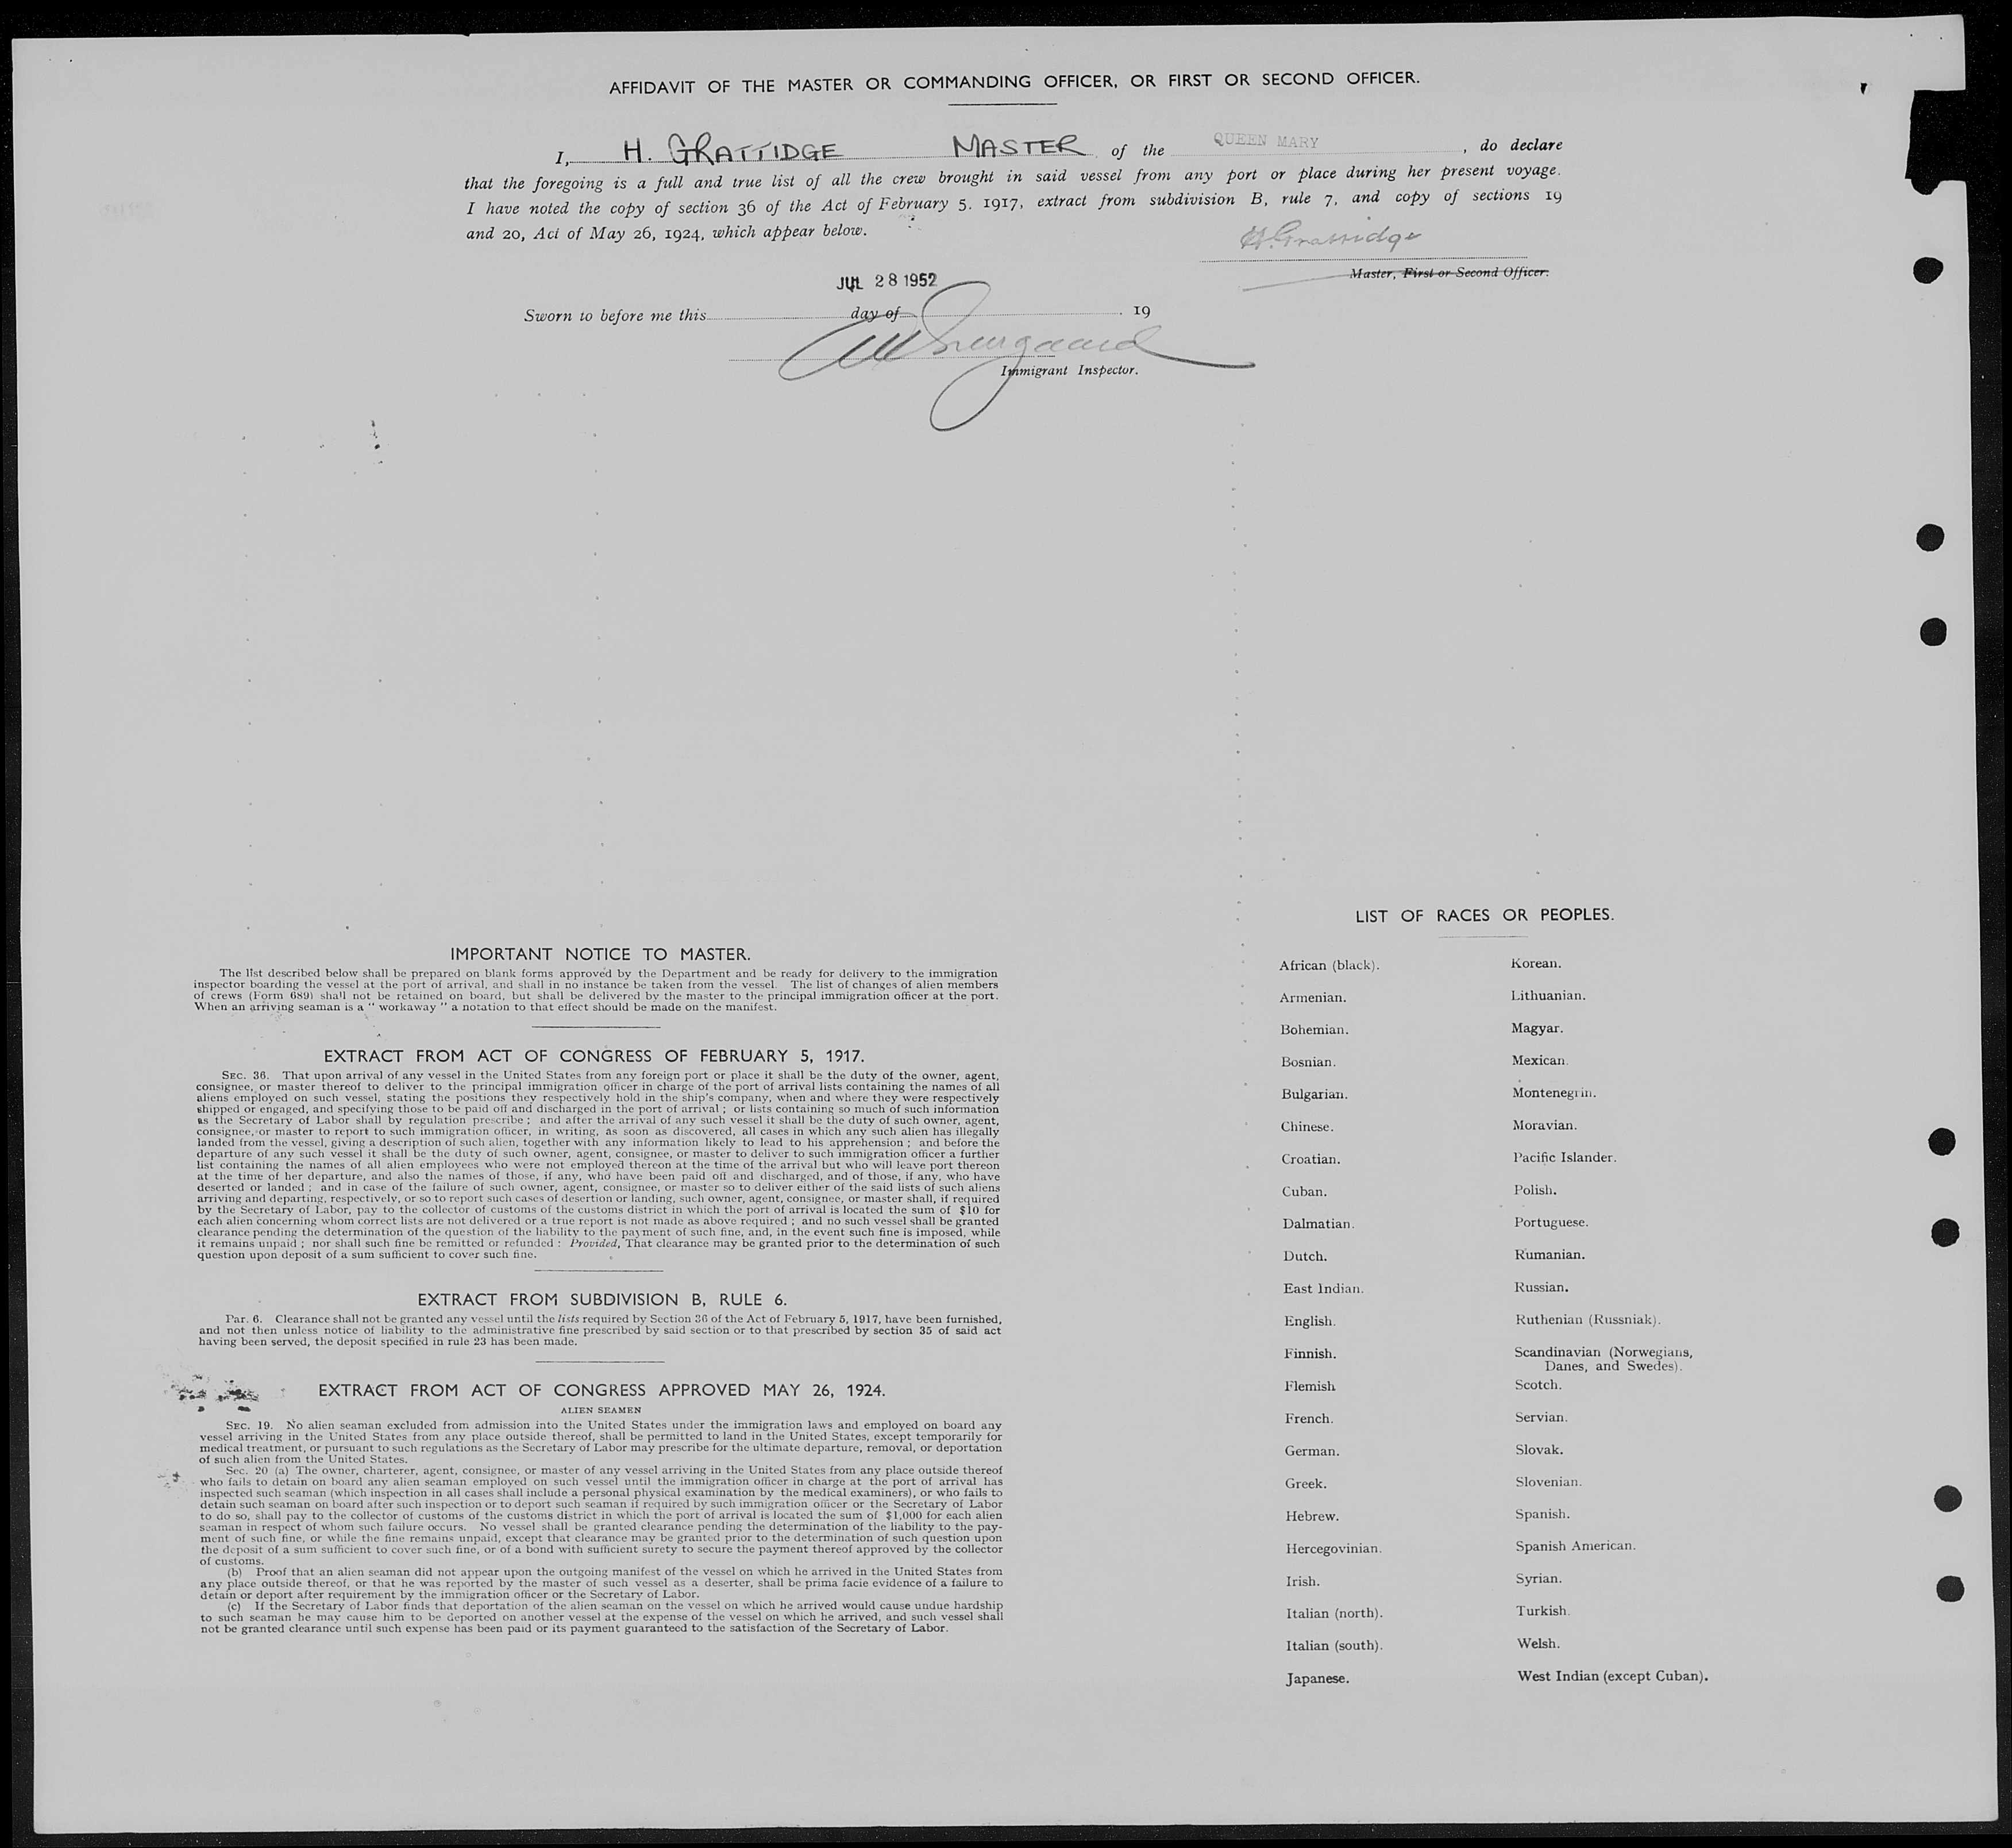 AFFIDAVIT OF THE MASTER OR COMMANDING OFFICER, OR FIRST OR SECOND OFFICER.
I, H. GRATTIDGE MASTER of the QUEEN MARY, do declare
that the foregoing is a full and true list of all the crew brought in said vessel from any port or place during her present voyage.
I have noted the copy of section 36 of the Act of February 5, 1917, extract from subdivision B, rule 7, and copy of sections 19
and 20, Act of May 26, 1924, which appear below.
H. Grattidge
Master, First or Second Officer.
JUL 28 1952
Sworn to before me this day of . 19
Immigrant Inspector.
IMPORTANT NOTICE TO MASTER.
The list described below shall be prepared on blank forms approved by the Department and be ready for delivery to the immigration
inspector boarding the vessel at the port of arrival, and shall in no instance be taken from the vessel. The list of changes of alien members
of crews (Form 689) shall not be retained on board, but shall be delivered by the master to the principal immigration officer at the port.
When an arriving seaman is a " workaway " a notation to that effect should be made on the manifest.
EXTRACT FROM ACT OF CONGRESS OF FEBRUARY 5, 1917.
SEC. 36. That upon arrival of any vessel in the United States from any foreign port or place it shall be the duty of the owner, agent,
consignee, or master thereof to deliver to the principal immigration officer in charge of the port of arrival lists containing the names of all
aliens employed on such vessel, stating the positions they respectively hold in the ship's company, when and where they were respectively
shipped or engaged, and specifying those to be paid off and discharged in the port of arrival ; or lists containing so much of such information
as the Secretary of Labor shall by regulation prescribe ; and after the arrival of any such vessel it shall be the duty of such owner, agent,
consignee, or master to report to such immigration officer, in writing, as soon as discovered, all cases in which any such alien has illegally
landed from the vessel, giving a description of such alien, together with any information likely to lead to his apprehension ; and before the
departure of any such vessel it shall be the duty of such owner, agent, consignee, or master to deliver to such immigration officer a further
list containing the names of all alien employees who were not employed thereon at the time of the arrival but who will leave port thereon
at the time of her departure, and also the names of those, if any, who have been paid off and discharged, and of those, if any, who have
deserted or landed ; and in case of the failure of such owner, agent, consignee, or master so to deliver either of the said lists of such aliens
arriving and departing, respectively, or so to report such cases of desertion or landing, such owner, agent, consignee, or master shall, if required
by the Secretary of Labor, pay to the collector of customs of the customs district in which the port of arrival is located the sum of $10 for
each alien concerning whom correct lists are not delivered or a true report is not made as above required ; and no such vessel shall be granted
clearance pending the determination of the question of the liability to the payment of such fine, and, in the event such fine is imposed, while
it remains unpaid ; nor shall such fine be remitted or refunded : Provided, That clearance may be granted prior to the determination of such
question upon deposit of a sum sufficient to cover such fine.
EXTRACT FROM SUBDIVISION B, RULE 6.
Par. 6. Clearance shall not be granted any vessel until the lists required by Section 36 of the Act of February 5, 1917, have been furnished,
and not then unless notice of liability to the administrative fine prescribed by said section or to that prescribed by section 35 of said act
having been served, the deposit specified in rule 23 has been made.
EXTRACT FROM ACT OF CONGRESS APPROVED MAY 26, 1924.
ALIEN SEAMEN
SEC. 19. No alien seaman excluded from admission into the United States under the immigration laws and employed on board any
vessel arriving in the United States from any place outside thereof, shall be permitted to land in the United States, except temporarily for
medical treatment, or pursuant to such regulations as the Secretary of Labor may prescribe for the ultimate departure, removal, or deportation
of such alien from the United States.
Sec. 20 (a) The owner, charterer, agent, consignee, or master of any vessel arriving in the United States from any place outside thereof
who fails to detain on board any alien seaman employed on such vessel until the immigration officer in charge at the port of arrival has
inspected such seaman (which inspection in all cases shall include a personal physical examination by the medical examiners), or who fails to
detain such seaman on board after such inspection or to deport such seaman if required by such immigration officer or the Secretary of Labor
to do so, shall pay to the collector of customs of the customs district in which the port of arrival is located the sum of $1,000 for each alien
seaman in respect of whom such failure occurs. No vessel shall be granted clearance pending the determination of the liability to the pay-
ment of such fine, or while the fine remains unpaid, except that clearance may be granted prior to the determination of such question upon
the deposit of a sum sufficient to cover such fine, or of a bond with sufficient surety to secure the payment thereof approved by the collector
of customs.
(b) Proof that an alien seaman did not appear upon the outgoing manifest of the vessel on which he arrived in the United States from
any place outside thereof, or that he was reported by the master of such vessel as a deserter, shall be prima facie evidence of a failure to
detain or deport after requirement by the immigration officer or the Secretary of Labor.
(c) If the Secretary of Labor finds that deportation of the alien seaman on the vessel on which he arrived would cause undue hardship
to such seaman he may cause him to be deported on another vessel at the expense of the vessel on which he arrived, and such vessel shall
not be granted clearance until such expense has been paid or its payment guaranteed to the satisfaction of the Secretary of Labor.
LIST OF RACES OR PEOPLES.
African (black).
Armenian.
Bohemian.
Bosnian.
Bulgarian.
Chinese.
Croatian.
Cuban.
Dalmatian.
Dutch.
East Indian.
English.
Finnish.
Flemish
French.
German.
Greek.
Hebrew.
Hercegovinian.
Irish.
Italian (north).
Italian (south).
Japanese.
Korean.
Lithuanian.
Magyar.
Mexican.
Montenegrin.
Moravian.
Pacific Islander.
Polish.
Portuguese.
Rumanian.
Russian.
Ruthenian (Russniak).
Scandinavian (Norwegians,
Danes, and Swedes).
Scotch.
Servian.
Slovak.
Slovenian.
Spanish.
Spanish American.
Syrian.
Turkish.
Welsh.
West Indian (except Cuban).